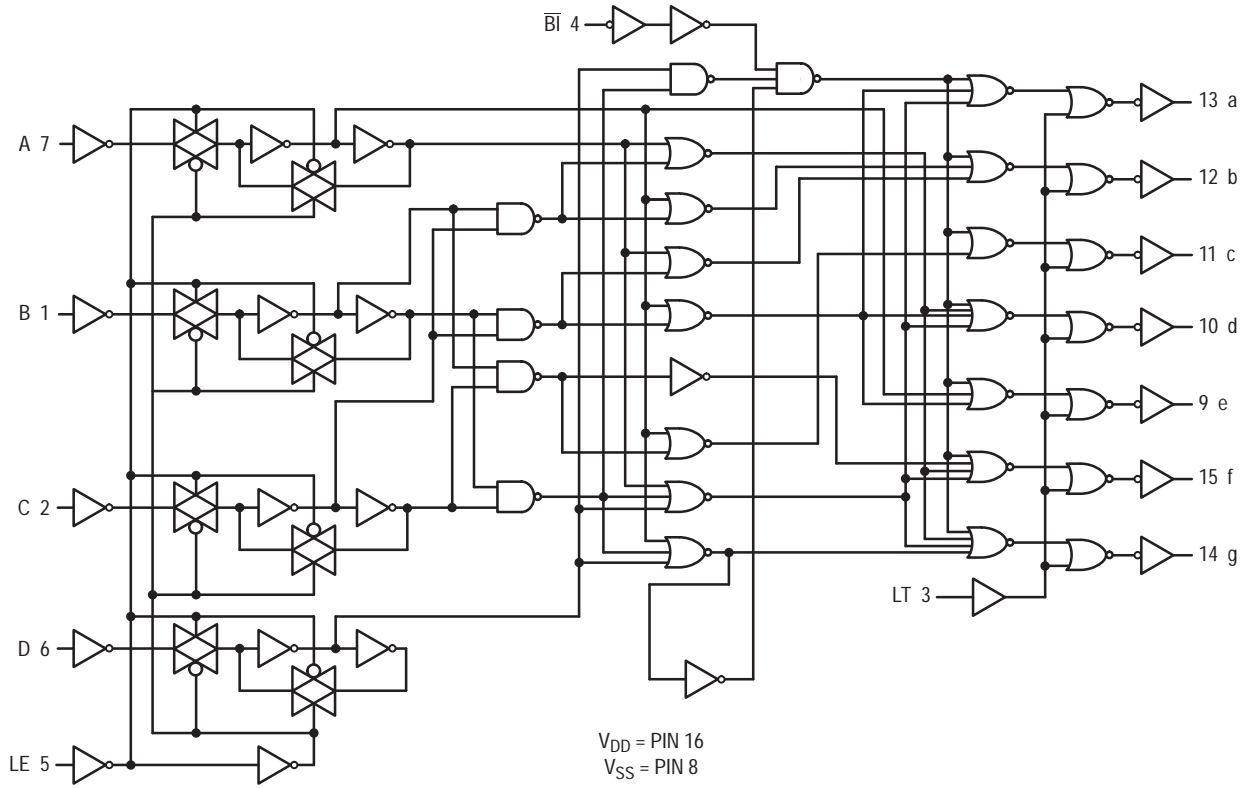 B̅I̅ 4
13 a
A 7
12 b
11 c
B 1
10 d
9 e
15 f
C 2
14 g
LT 3
D 6
VDD = PIN 16
LE 5
VSS = PIN 8